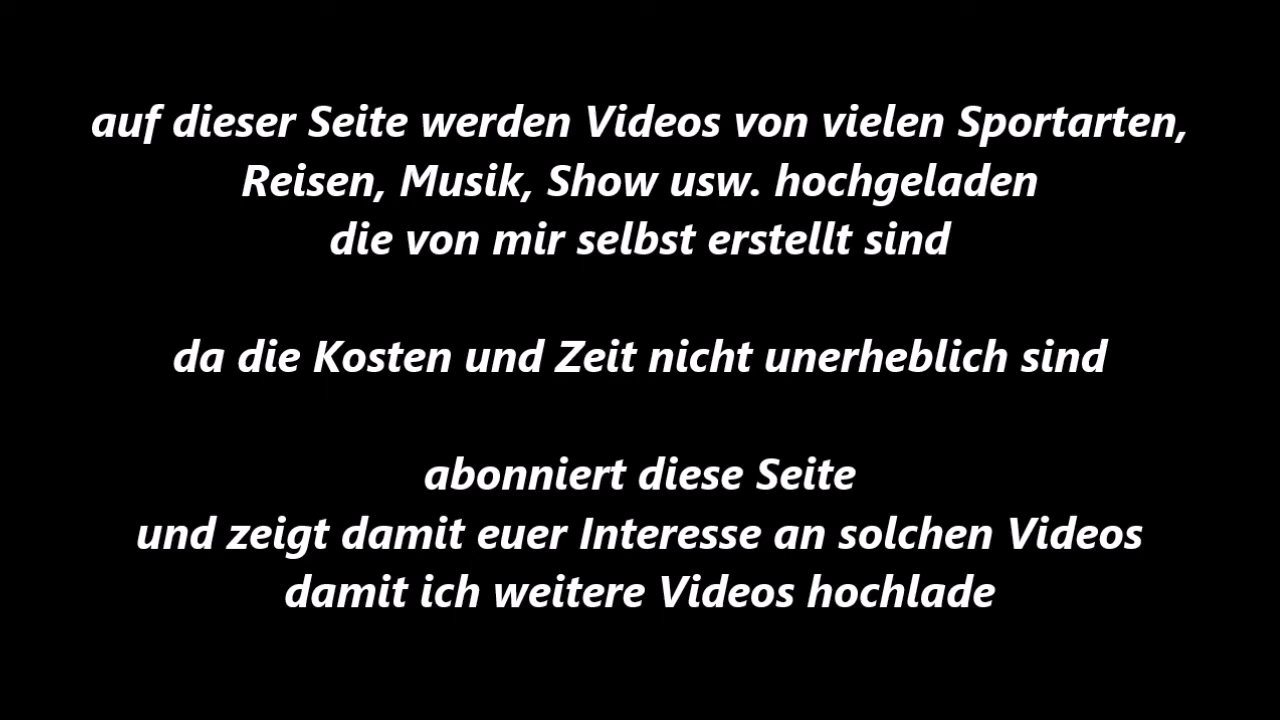 auf dieser Seite werden Videos von vielen Sportarten,
Reisen, Musik, Show usw. hochgeladen
die von mir selbst erstellt sind
da die Kosten und Zeit nicht unerheblich sind
abonniert diese Seite
und zeigt damit euer Interesse an solchen Videos
damit ich weitere Videos hochlade